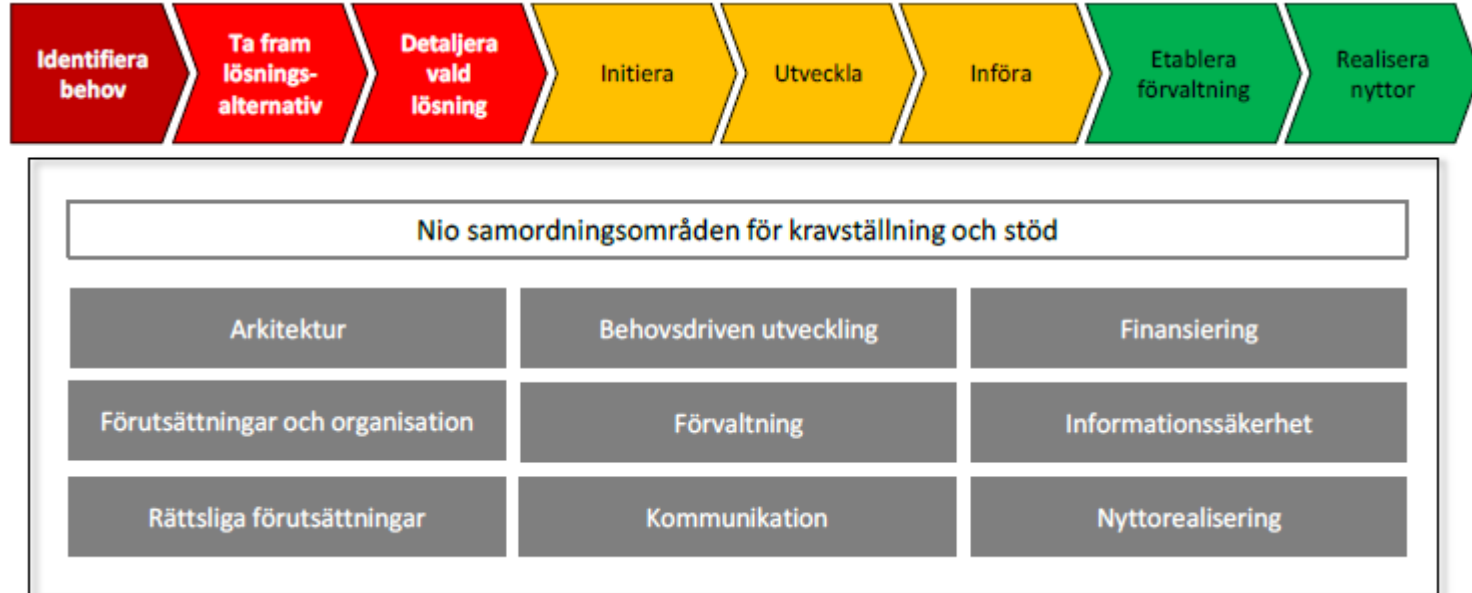 Identifiera
behov
Ta fram
lösnings-
alternativ
Detaljera
vald
lösning
Initiera
Utveckla
Införa
Etablera
förvaltning
Realisera
nyttor
Nio samordningsområden för kravställning och stöd
Arkitektur
Behovsdriven utveckling
Finansiering
Förutsättningar och organisation
Förvaltning
Informationssäkerhet
Rättsliga förutsättningar
Kommunikation
Nyttorealisering